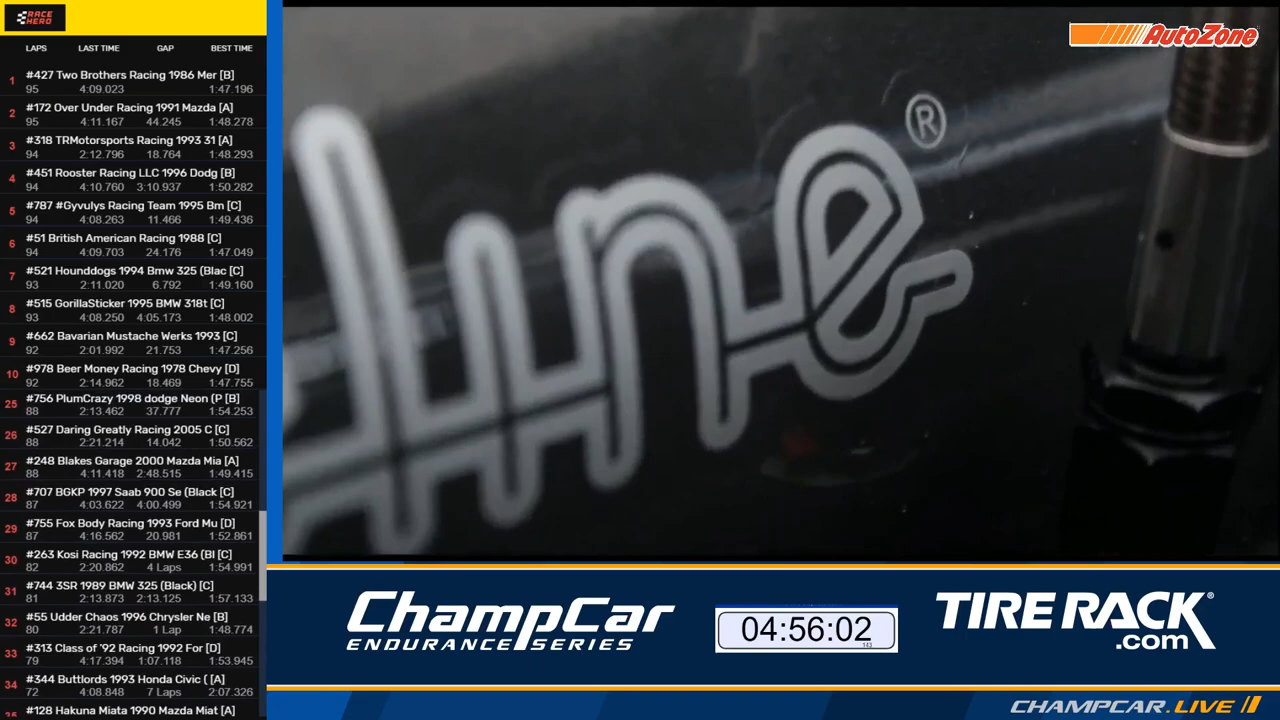 RACE HERO
LAPS LAST TIME GAP BEST TIME
1 #427 Two Brothers Racing 1986 Mer [B]
95 4:09.023 1:47.196
2 #172 Over Under Racing 1991 Mazda [A]
95 4:11.167 44.245 1:48.278
3 #318 TRMotorsports Racing 1993 31 [A]
94 2:12.796 18.764 1:48.293
4 #451 Rooster Racing LLC 1996 Dodg [B]
94 4:10.760 3:10.937 1:50.282
5 #787 #Gyvulys Racing Team 1995 Bm [C]
94 4:08.263 11.466 1:49.436
6 #51 British American Racing 1988 [C]
94 4:09.703 24.176 1:47.049
7 #521 Hounddogs 1994 Bmw 325 (Blac [C]
93 2:11.020 6.792 1:49.160
8 #515 GorillaSticker 1995 BMW 318t [C]
93 4:08.250 4:05.173 1:48.002
9 #662 Bavarian Mustache Werks 1993 [C]
92 2:01.992 21.753 1:47.256
10 #978 Beer Money Racing 1978 Chevy [D]
92 2:14.962 18.469 1:47.755
25 #756 PlumCrazy 1998 dodge Neon (P [B]
88 2:13.462 37.777 1:54.253
26 #527 Daring Greatly Racing 2005 C [C]
88 2:21.214 14.042 1:50.562
27 #248 Blakes Garage 2000 Mazda Mia [A]
88 4:11.418 2:48.515 1:49.415
28 #707 BGKP 1997 Saab 900 Se (Black [C]
87 4:03.622 4:00.499 1:54.921
29 #755 Fox Body Racing 1993 Ford Mu [D]
87 4:16.562 20.981 1:52.861
30 #263 Kosi Racing 1992 BMW E36 (Bl [C]
82 2:20.862 4 Laps 1:54.991
31 #744 3SR 1989 BMW 325 (Black) [C]
81 2:13.873 2:13.125 1:57.133
32 #55 Udder Chaos 1996 Chrysler Ne [B]
80 2:21.787 1 Lap 1:48.774
33 #313 Class of '92 Racing 1992 For [D]
79 4:17.394 1:07.118 1:53.945
34 #344 Buttlords 1993 Honda Civic ( [A]
72 4:08.848 7 Laps 2:07.326
#128 Hakuna Miata 1990 Mazda Miat [A]
AutoZone
®
ChampCar
ENDURANCE SERIES
04:56:02
143
TIRE RACK®
.com
CHAMPCAR.LIVE